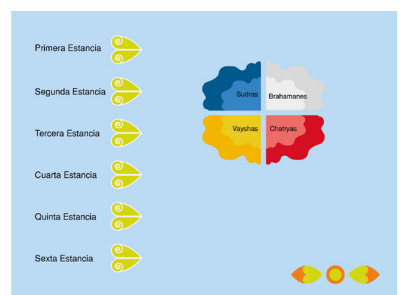 Primera Estancia
Segunda Estancia
Tercera Estancia
Cuarta Estancia
Quinta Estancia
Sexta Estancia
Sudras
Brahamanes
Vayshas
Chatryas